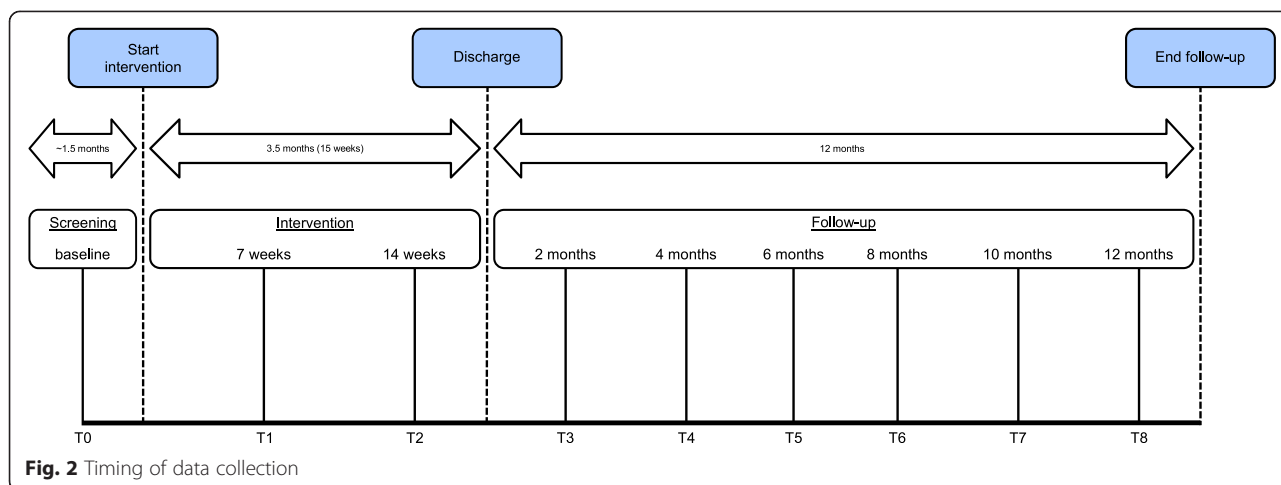 Start
intervention
Discharge
End follow-up
~1.5 months
3.5 months (15 weeks)
12 months
Screening
Intervention
Follow-up
baseline
7 weeks
14 weeks
2 months
4 months
6 months
8 months
10 months
12 months
T0
T1
T2
T3
T4
T5
T6
T7
T8
Fig. 2 Timing of data collection